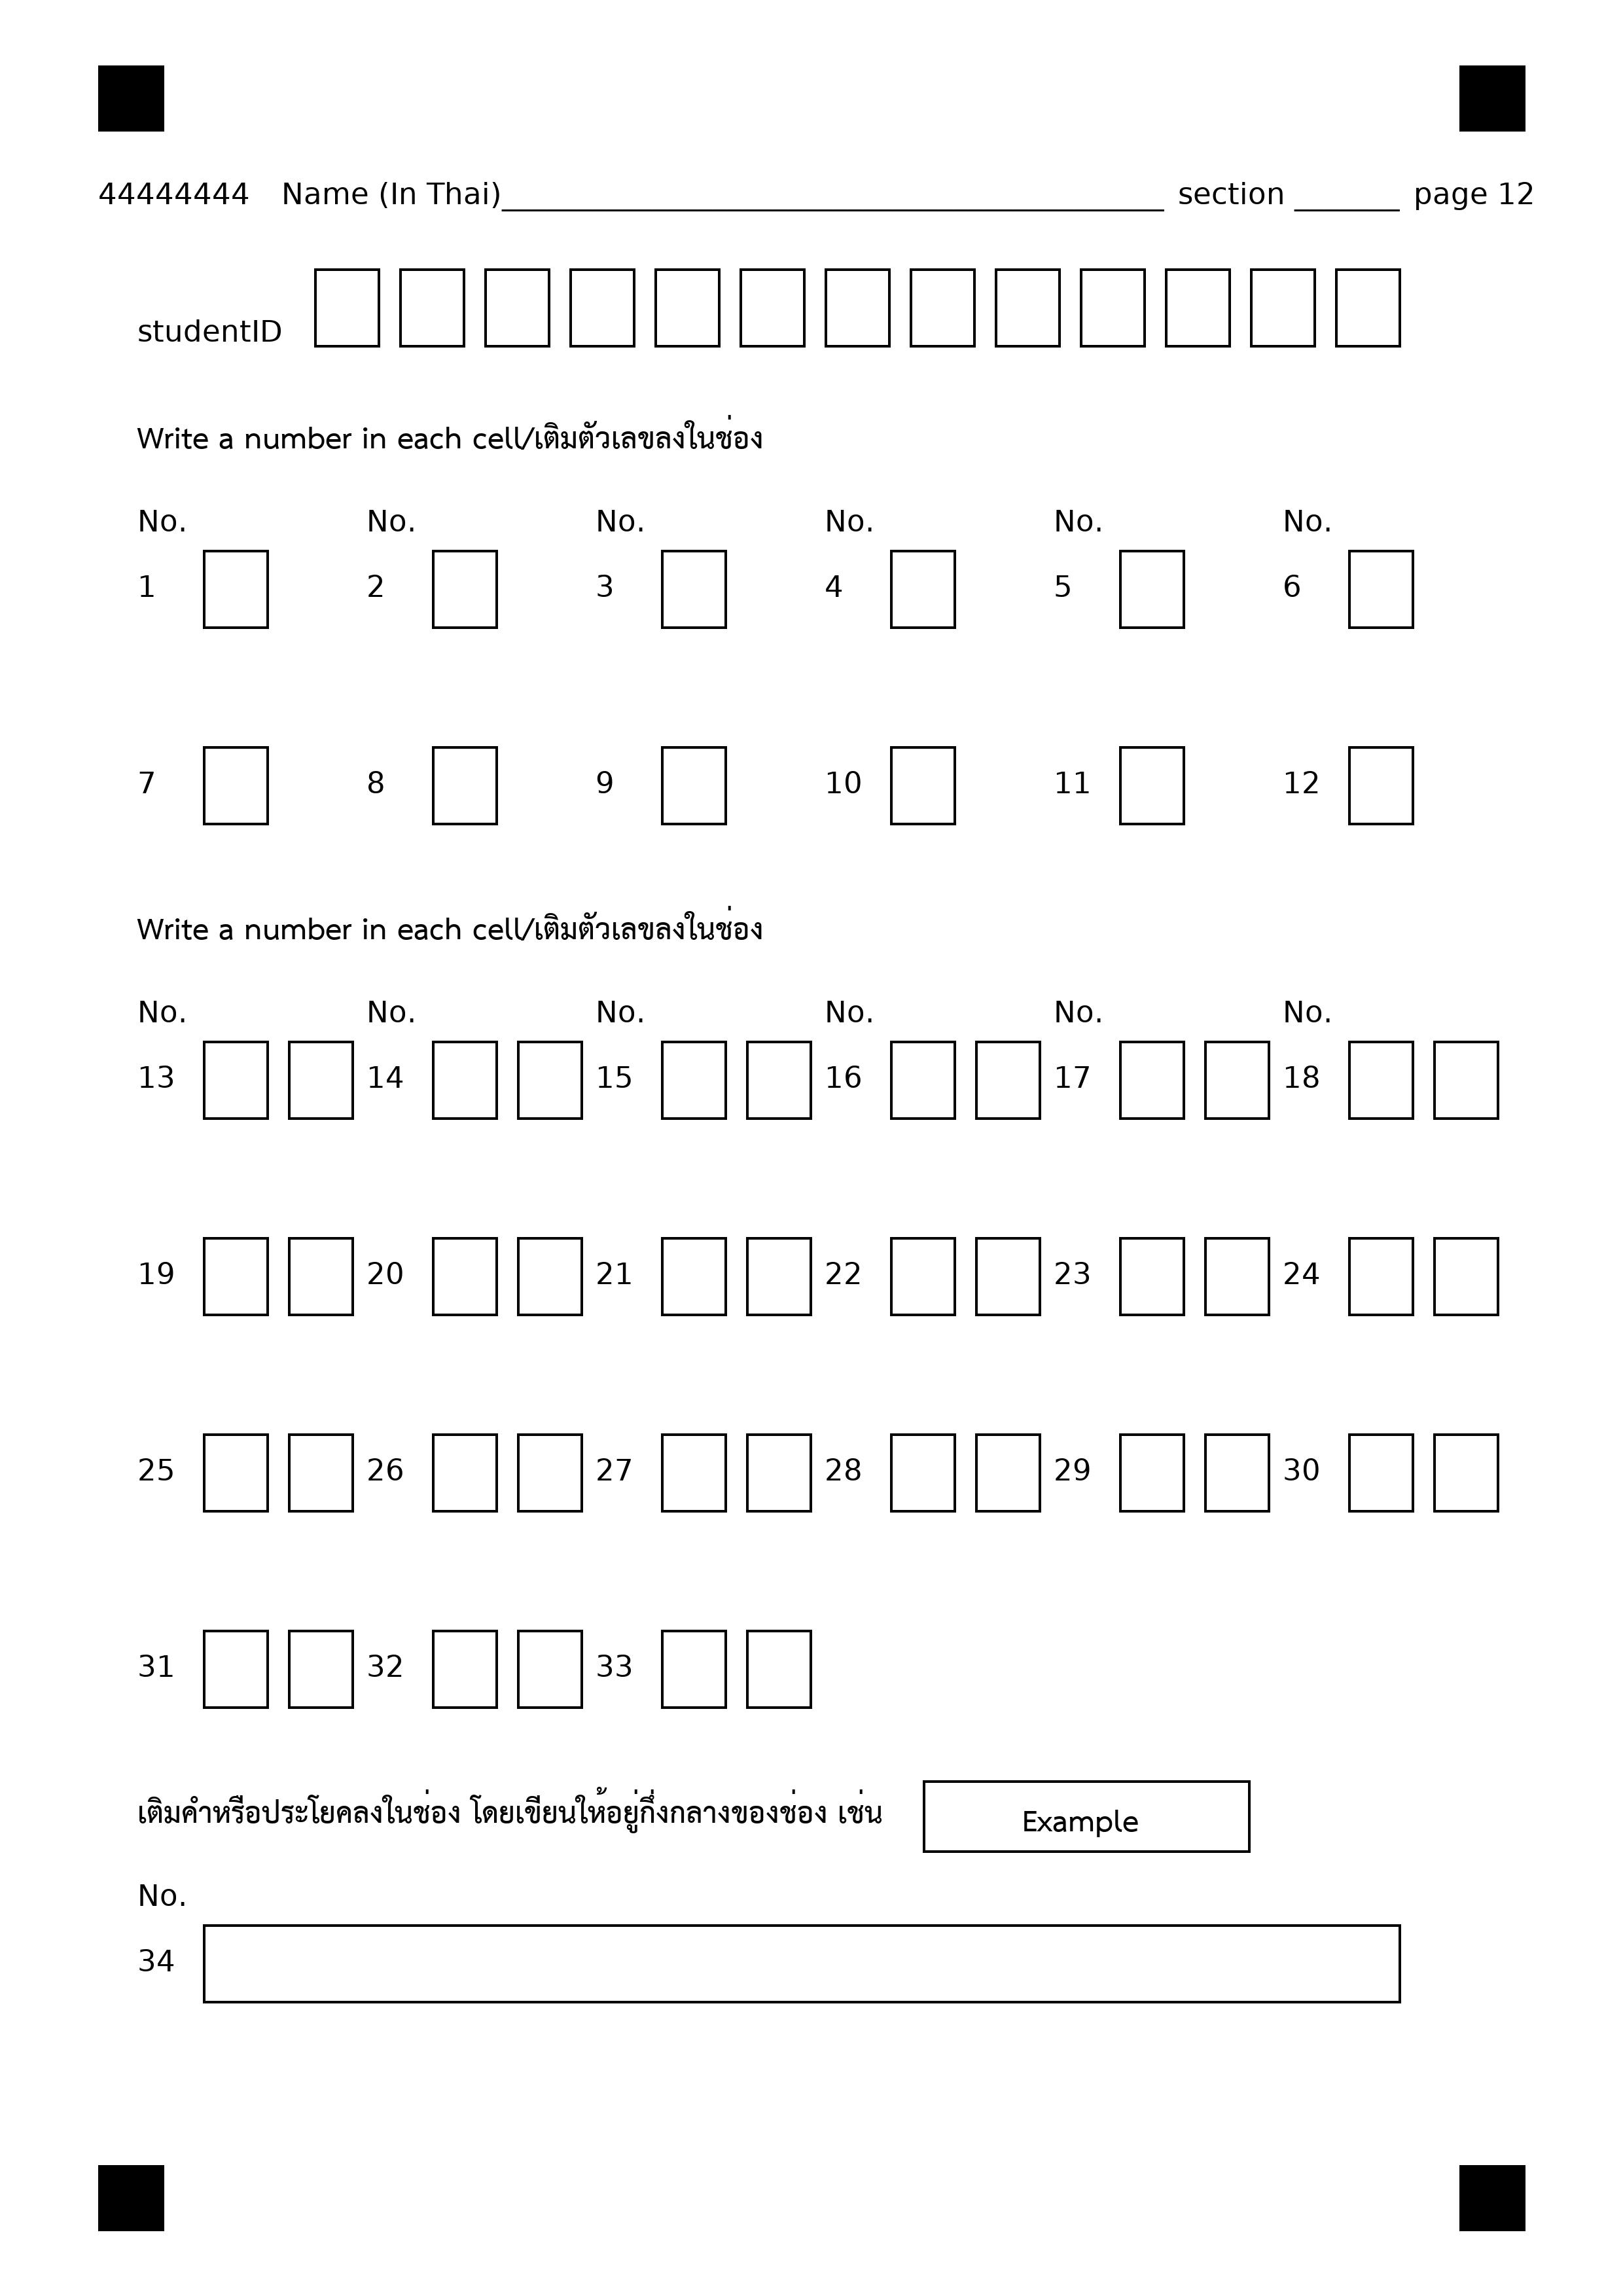 44444444 Name (In Thai)__________________________________________ section _______ page 12
studentID
Write a number in each cell/เติมตัวเลขลงในช่อง
No. No. No. No. No. No.
1 2 3 4 5 6
7 8 9 10 11 12
Write a number in each cell/เติมตัวเลขลงในช่อง
No. No. No. No. No. No.
13 14 15 16 17 18
19 20 21 22 23 24
25 26 27 28 29 30
31 32 33
เติมคำหรือประโยคลงในช่อง โดยเขียนให้อยู่กึ่งกลางของช่อง เช่น Example
No.
34